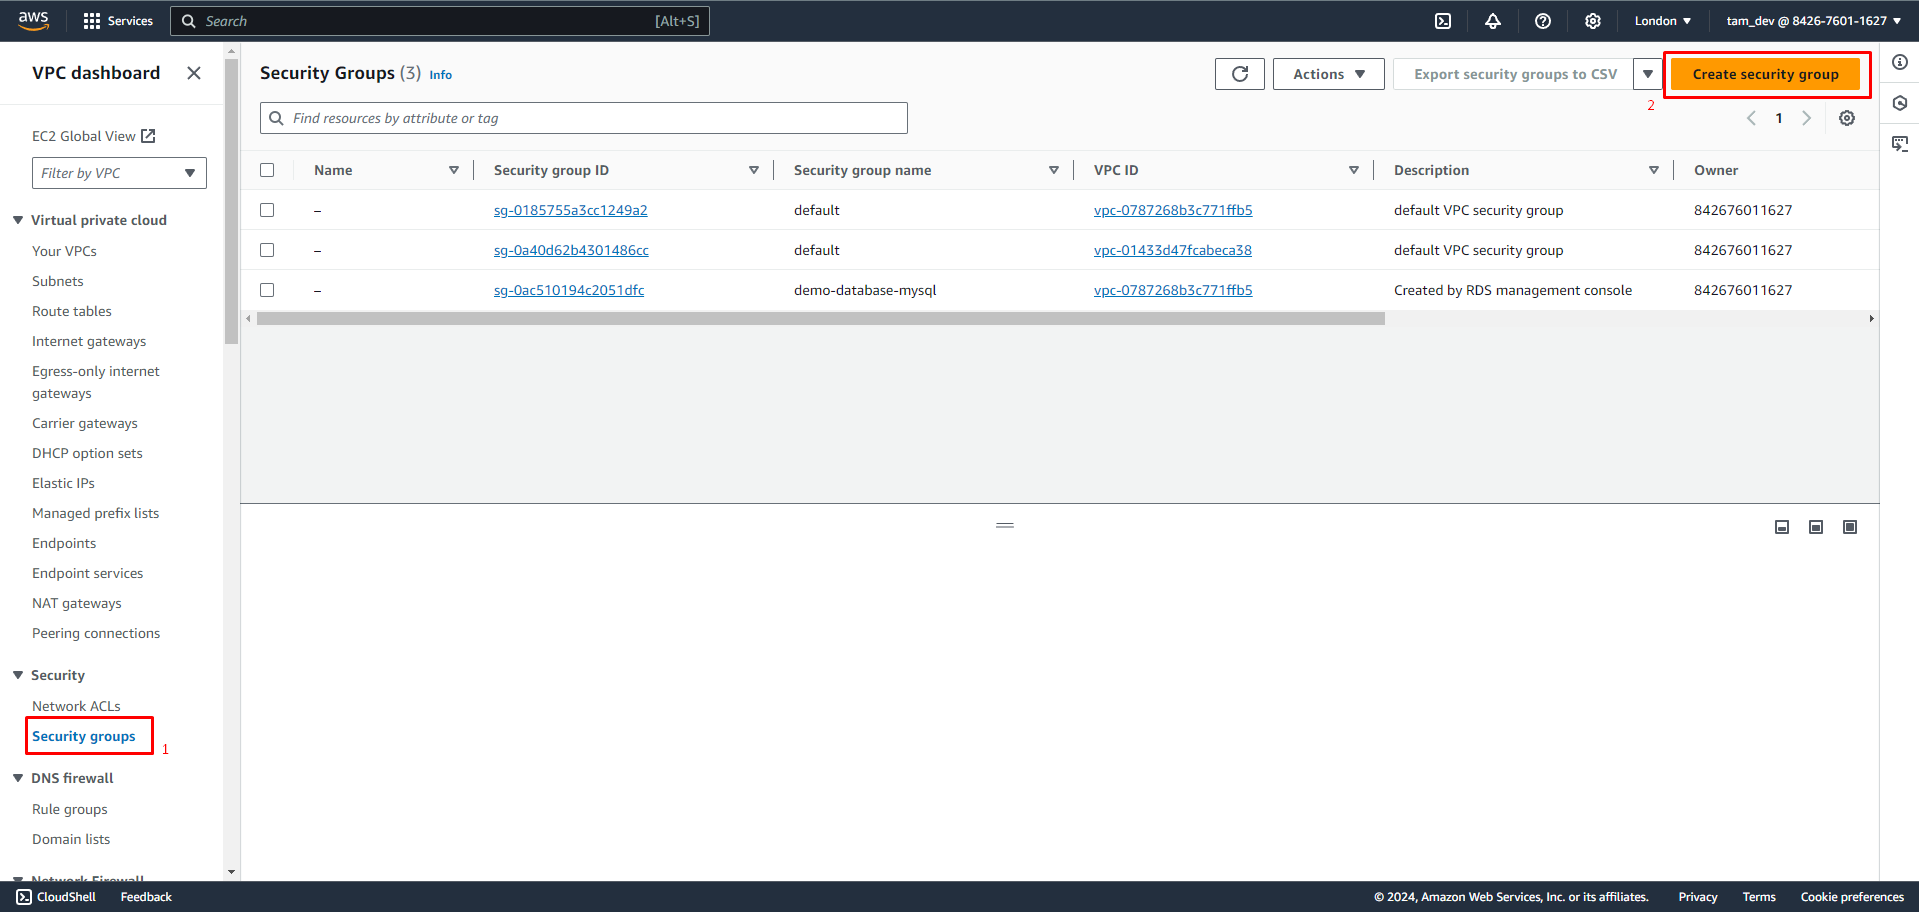 aws
Services
Search
[Alt+S]
London
tam_dev @ 8426-7601-1627
VPC dashboard
EC2 Global View
Filter by VPC
Virtual private cloud
Your VPCs
Subnets
Route tables
Internet gateways
Egress-only internet
gateways
Carrier gateways
DHCP option sets
Elastic IPs
Managed prefix lists
Endpoints
Endpoint services
NAT gateways
Peering connections
Security
Network ACLs
Security groups
1
DNS firewall
Rule groups
Domain lists
Network Firewall
Security Groups (3) Info
Actions
Export security groups to CSV
Create security group
2
Find resources by attribute or tag
1
Name Security group ID Security group name VPC ID Description Owner
– sg-0185755a3cc1249a2 default vpc-0787268b3c771ffb5 default VPC security group 842676011627
– sg-0a40d62b4301486cc default vpc-01433d47fcabeca38 default VPC security group 842676011627
– sg-0ac510194c2051dfc demo-database-mysql vpc-0787268b3c771ffb5 Created by RDS management console 842676011627
CloudShell
Feedback
© 2024, Amazon Web Services, Inc. or its affiliates.
Privacy
Terms
Cookie preferences